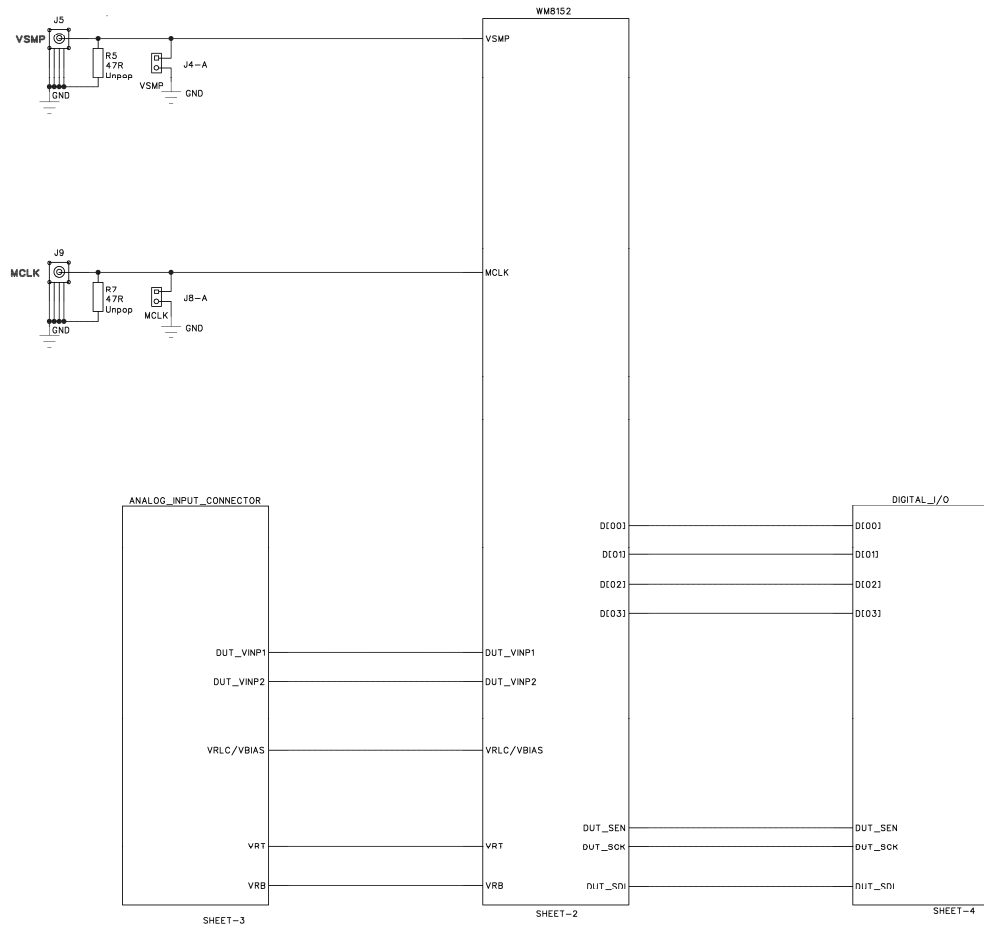 WM8152
J5
VSMP
R5
47R
Unpop
J4-A
VSMP
GND
GND
VSMP
J9
MCLK
R7
47R
Unpop
J8-A
MCLK
GND
GND
MCLK
ANALOG_INPUT_CONNECTOR
DUT_VINP1
DUT_VINP2
VRLC/VBIAS
VRT
VRB
SHEET-3
DUT_VINP1
DUT_VINP2
VRLC/VBIAS
VRT
VRB
D[00]
D[01]
D[02]
D[03]
DUT_SEN
DUT_SCK
DUT_SDI
SHEET-2
DIGITAL_I/O
D[00]
D[01]
D[02]
D[03]
DUT_SEN
DUT_SCK
DUT_SDI
SHEET-4